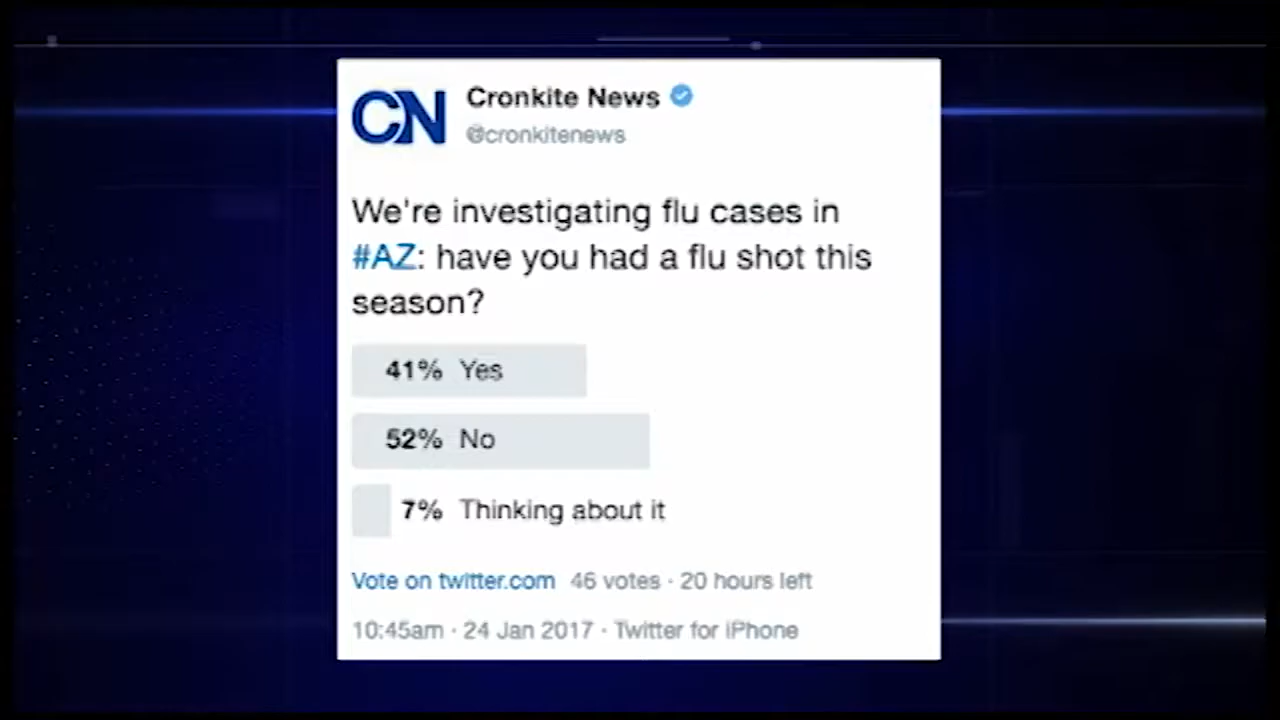 CN
Cronkite News
@cronkitenews
We're investigating flu cases in
#AZ: have you had a flu shot this
season?
41% Yes
52% No
7% Thinking about it
Vote on twitter.com 46 votes · 20 hours left
10:45am · 24 Jan 2017 · Twitter for iPhone